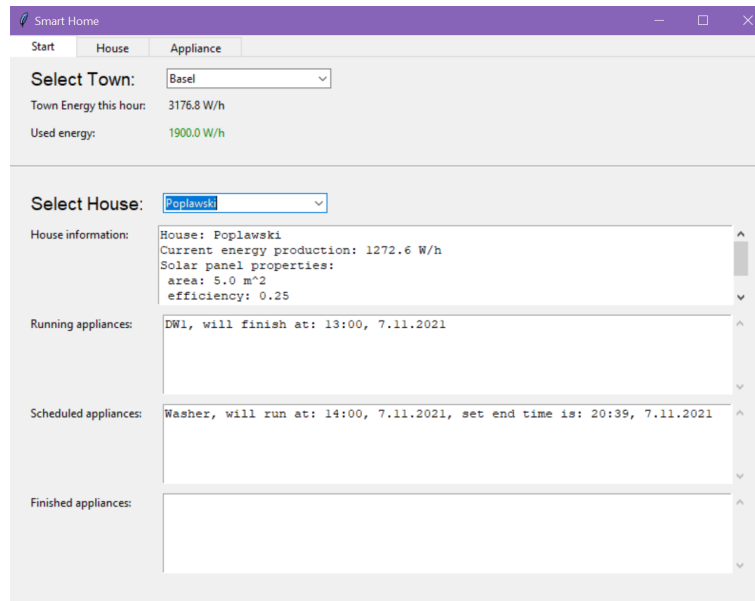 Smart Home
Start House Appliance
Select Town: Basel
Town Energy this hour: 3176.8 W/h
Used energy: 1900.0 W/h
Select House: Poplawski
House information:
House: Poplawski
Current energy production: 1272.6 W/h
Solar panel properties:
area: 5.0 m^2
efficiency: 0.25
Running appliances: DW1, will finish at: 13:00, 7.11.2021
Scheduled appliances: Washer, will run at: 14:00, 7.11.2021, set end time is: 20:39, 7.11.2021
Finished appliances: